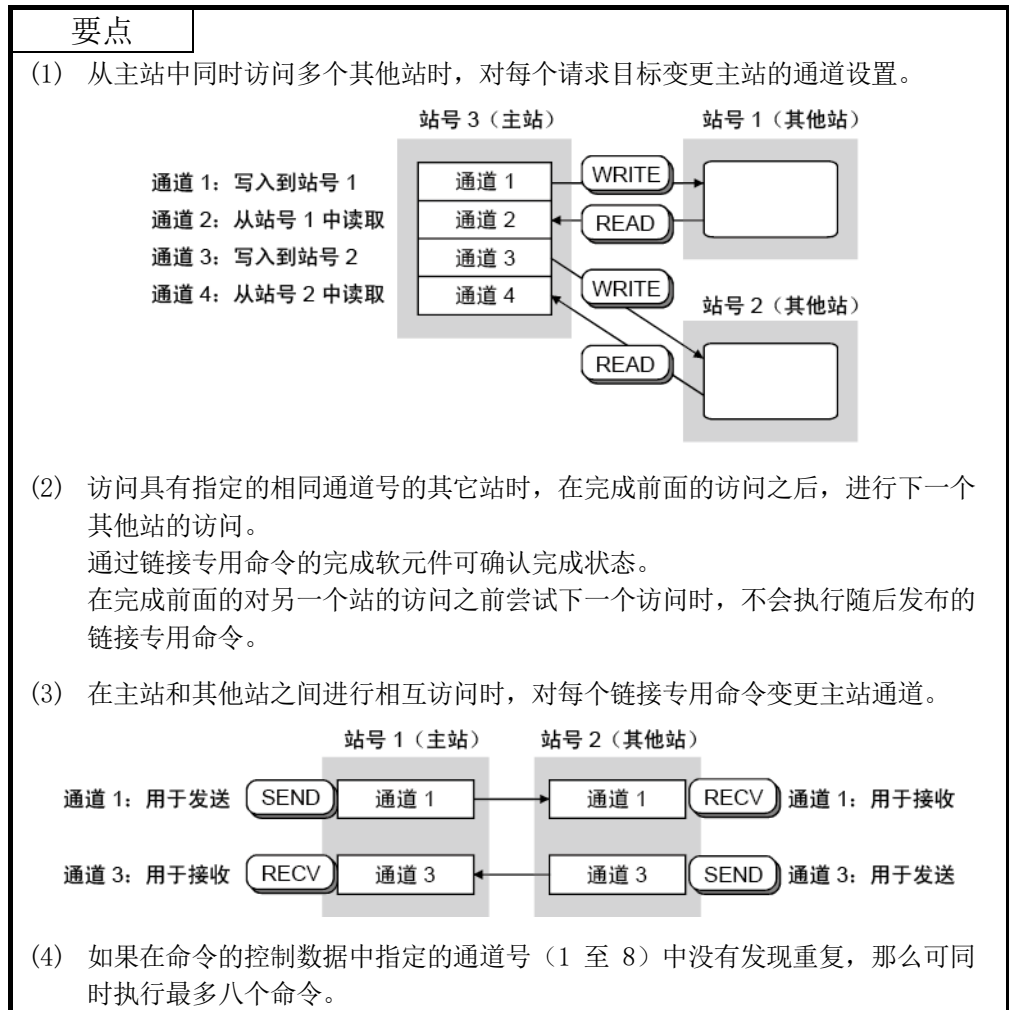 要点
(1) 从主站中同时访问多个其他站时，对每个请求目标变更主站的通道设置。
站号 3（主站） 站号 1（其他站）
通道 1：写入到站号 1 通道 1 WRITE
通道 2：从站号 1 中读取 通道 2 READ
通道 3：写入到站号 2 通道 3
通道 4：从站号 2 中读取 通道 4 WRITE
站号 2（其他站）
READ
(2) 访问具有指定的相同通道号的其它站时，在完成前面的访问之后，进行下一个
其他站的访问。
通过链接专用命令的完成软元件可确认完成状态。
在完成前面的对另一个站的访问之前尝试下一个访问时，不会执行随后发布的
链接专用命令。
(3) 在主站和其他站之间进行相互访问时，对每个链接专用命令变更主站通道。
站号 1（主站） 站号 2（其他站）
通道 1：用于发送 SEND 通道 1 通道 1 RECV 通道 1：用于接收
通道 3：用于接收 RECV 通道 3 通道 3 SEND 通道 3：用于发送
(4) 如果在命令的控制数据中指定的通道号（1 至 8）中没有发现重复，那么可同
时执行最多八个命令。